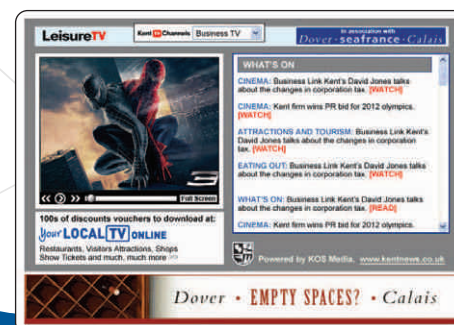 LeisureTV
Kent TV Channels Business TV
In association with
Dover · seafrance · Calais
WHAT'S ON
CINEMA: Business Link Kent's David Jones talks
about the changes in corporation tax. [WATCH]
CINEMA: Kent firm wins PR bid for 2012 olympics.
[WATCH]
ATTRACTIONS AND TOURISM: Business Link Kent's
David Jones talks about the changes in corporation
tax. [WATCH]
EATING OUT: Business Link Kent's David Jones talks
about the changes in corporation tax. [WATCH]
WHAT'S ON: Business Link Kent's David Jones talks
about the changes in corporation tax. [READ]
CINEMA: Kent firm wins PR bid for 2012 olympics.
Full Screen
100s of discounts vouchers to download at:
Your LOCAL TV ONLINE
Restaurants, Visitors Attractions, Shops
Show Tickets and much, much more >>
Powered by KOS Media. www.kentnews.co.uk
Dover · EMPTY SPACES? · Calais